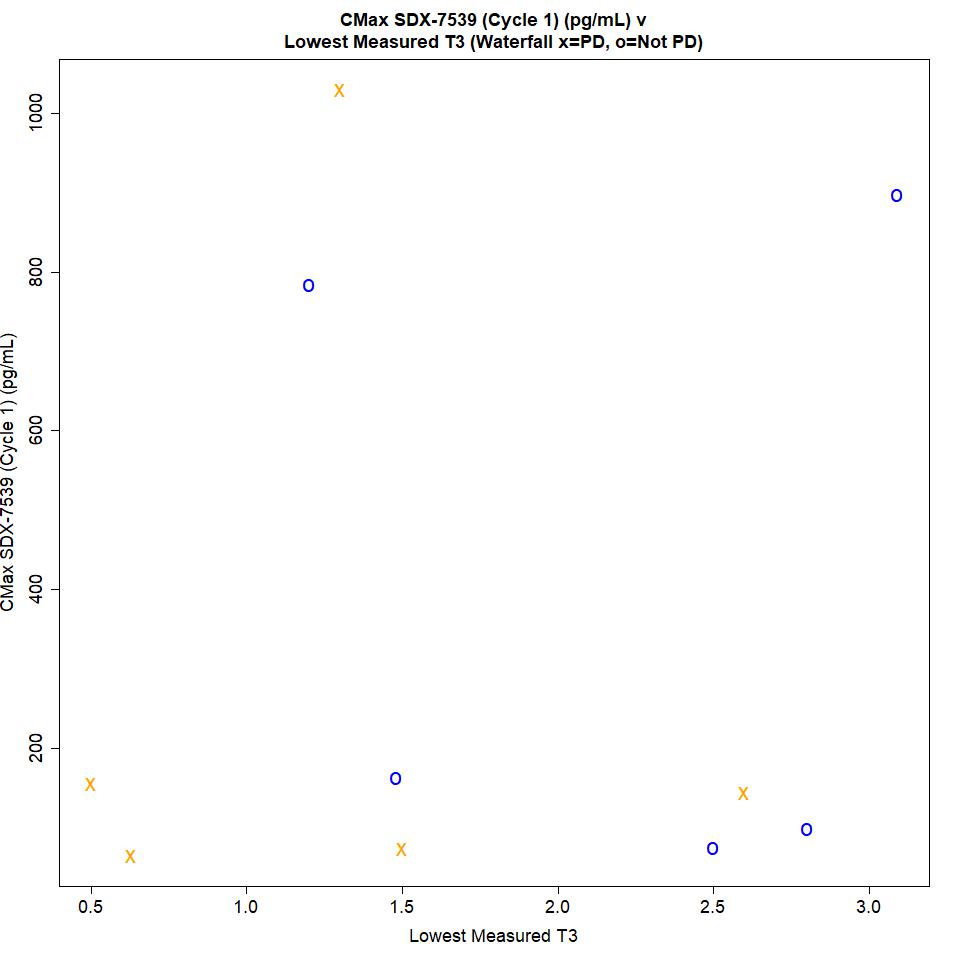 CMax SDX-7539 (Cycle 1) (pg/mL) v
Lowest Measured T3 (Waterfall x=PD, o=Not PD)
CMax SDX-7539 (Cycle 1) (pg/mL)
1000
800
600
400
200
x
o
o
x
o
x
x
x
o
o
0.5
1.0
1.5
2.0
2.5
3.0
Lowest Measured T3